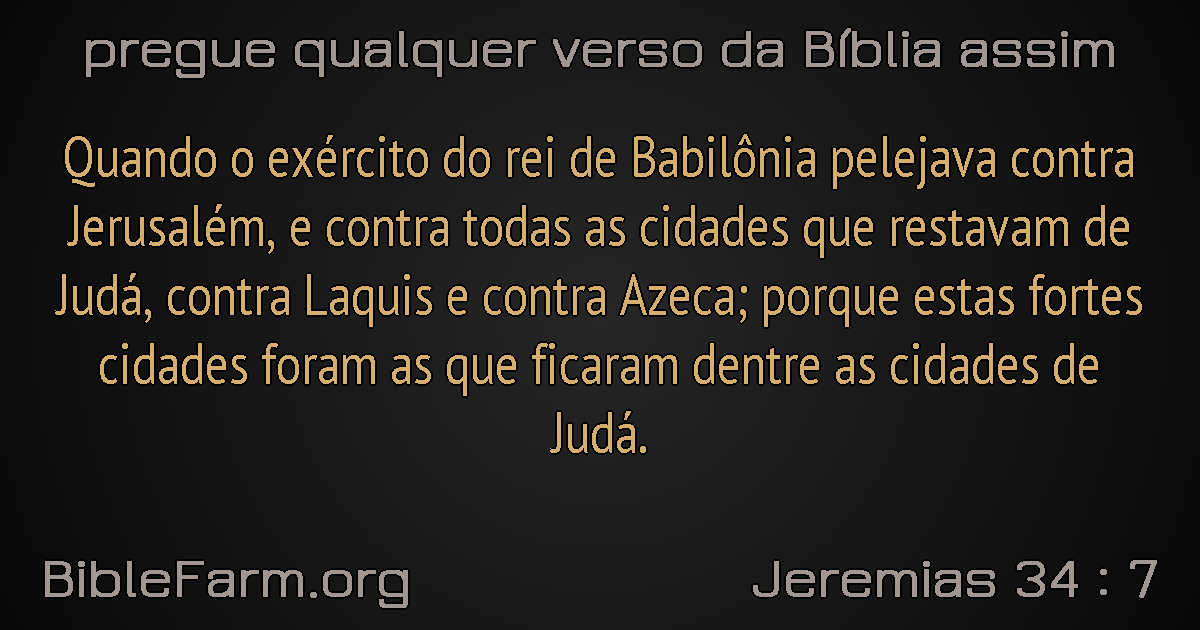 pregue qualquer verso da Bíblia assim
Quando o exército do rei de Babilônia pelejava contra
Jerusalém, e contra todas as cidades que restavam de
Judá, contra Laquis e contra Azeca; porque estas fortes
cidades foram as que ficaram dentre as cidades de
Judá.
BibleFarm.org
Jeremias 34 : 7